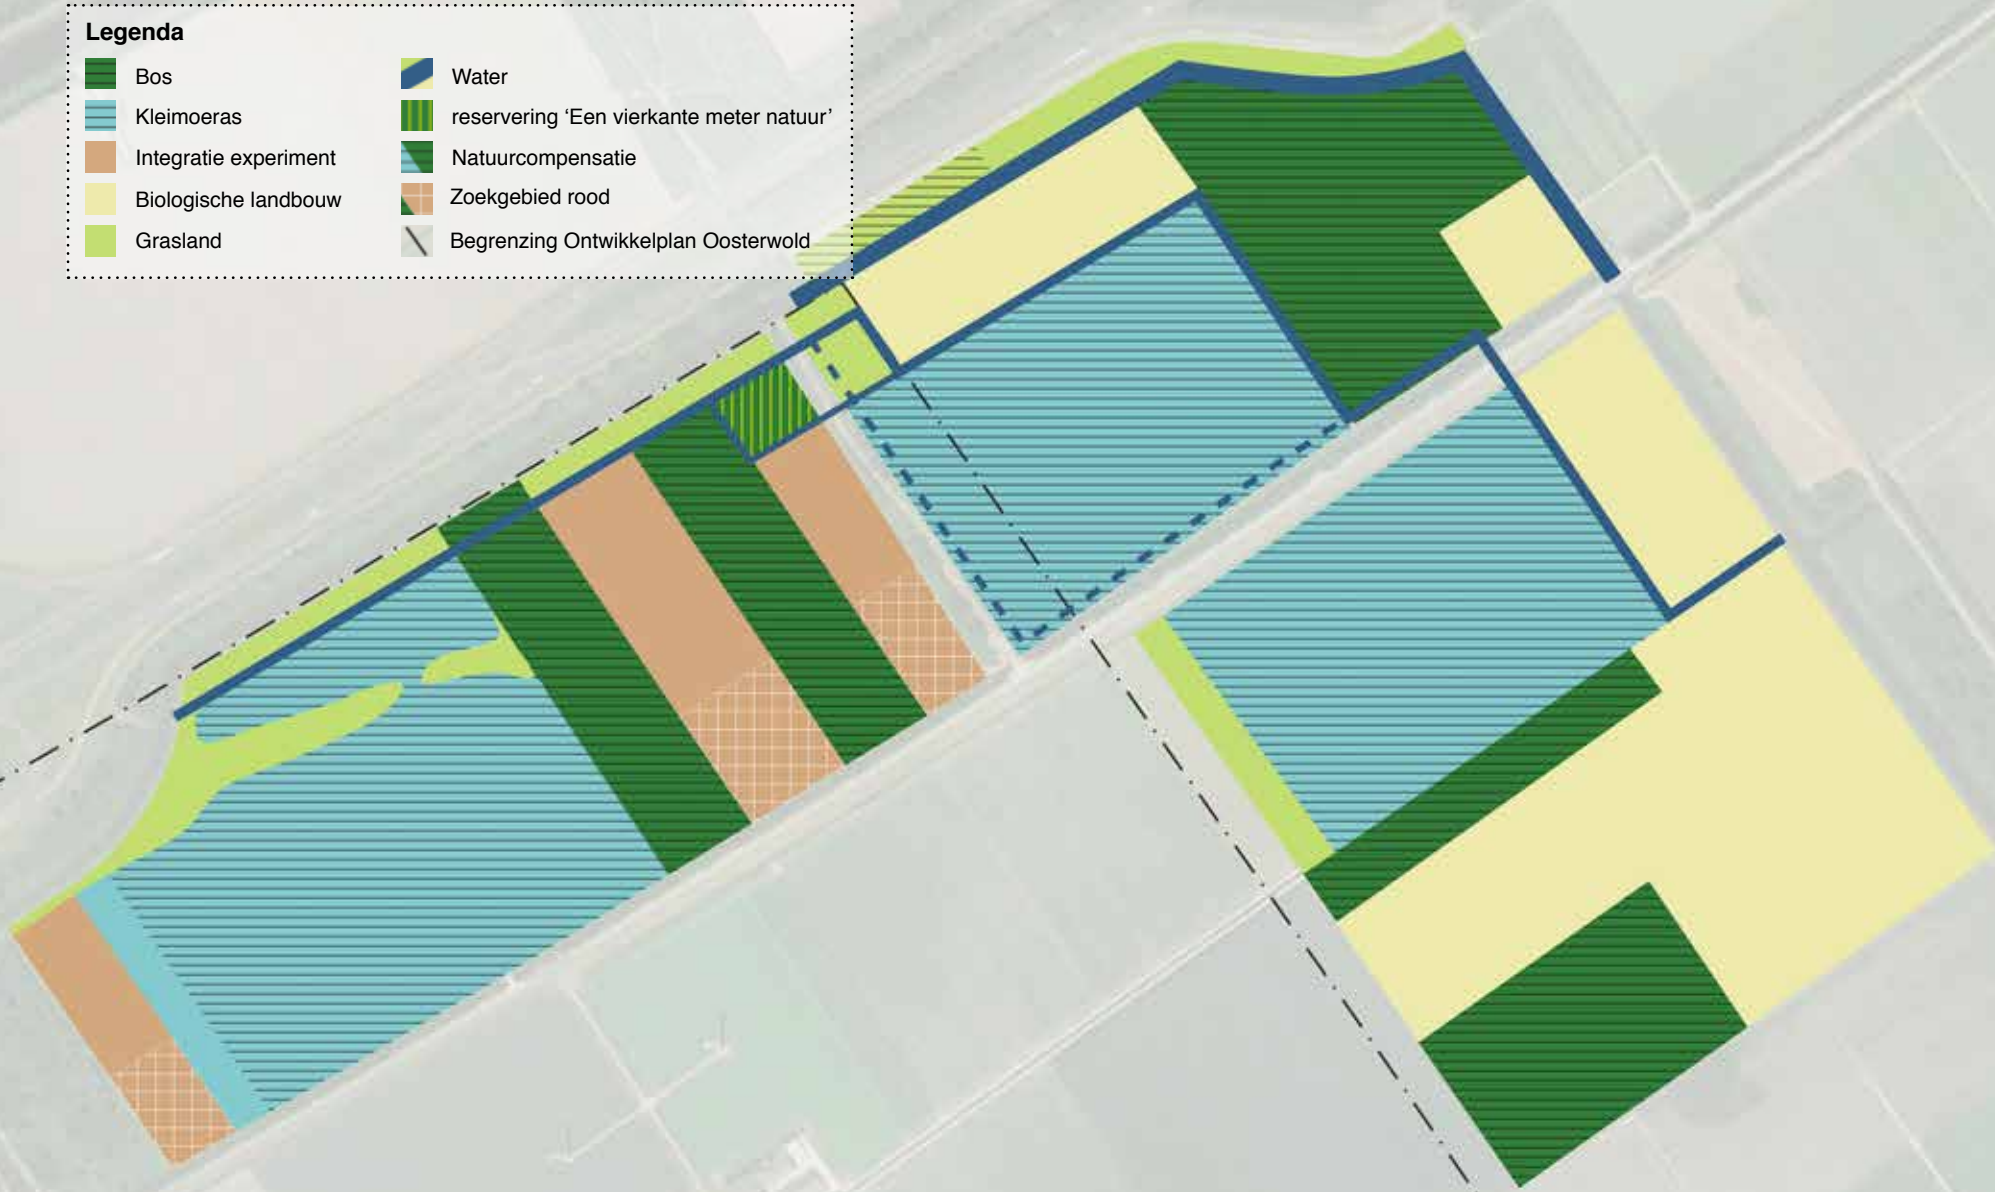 Legenda
Bos
Kleimoeras
Integratie experiment
Biologische landbouw
Grasland
Water
reservering ‘Een vierkante meter natuur’
Natuurcompensatie
Zoekgebied rood
Begrenzing Ontwikkelplan Oosterwold